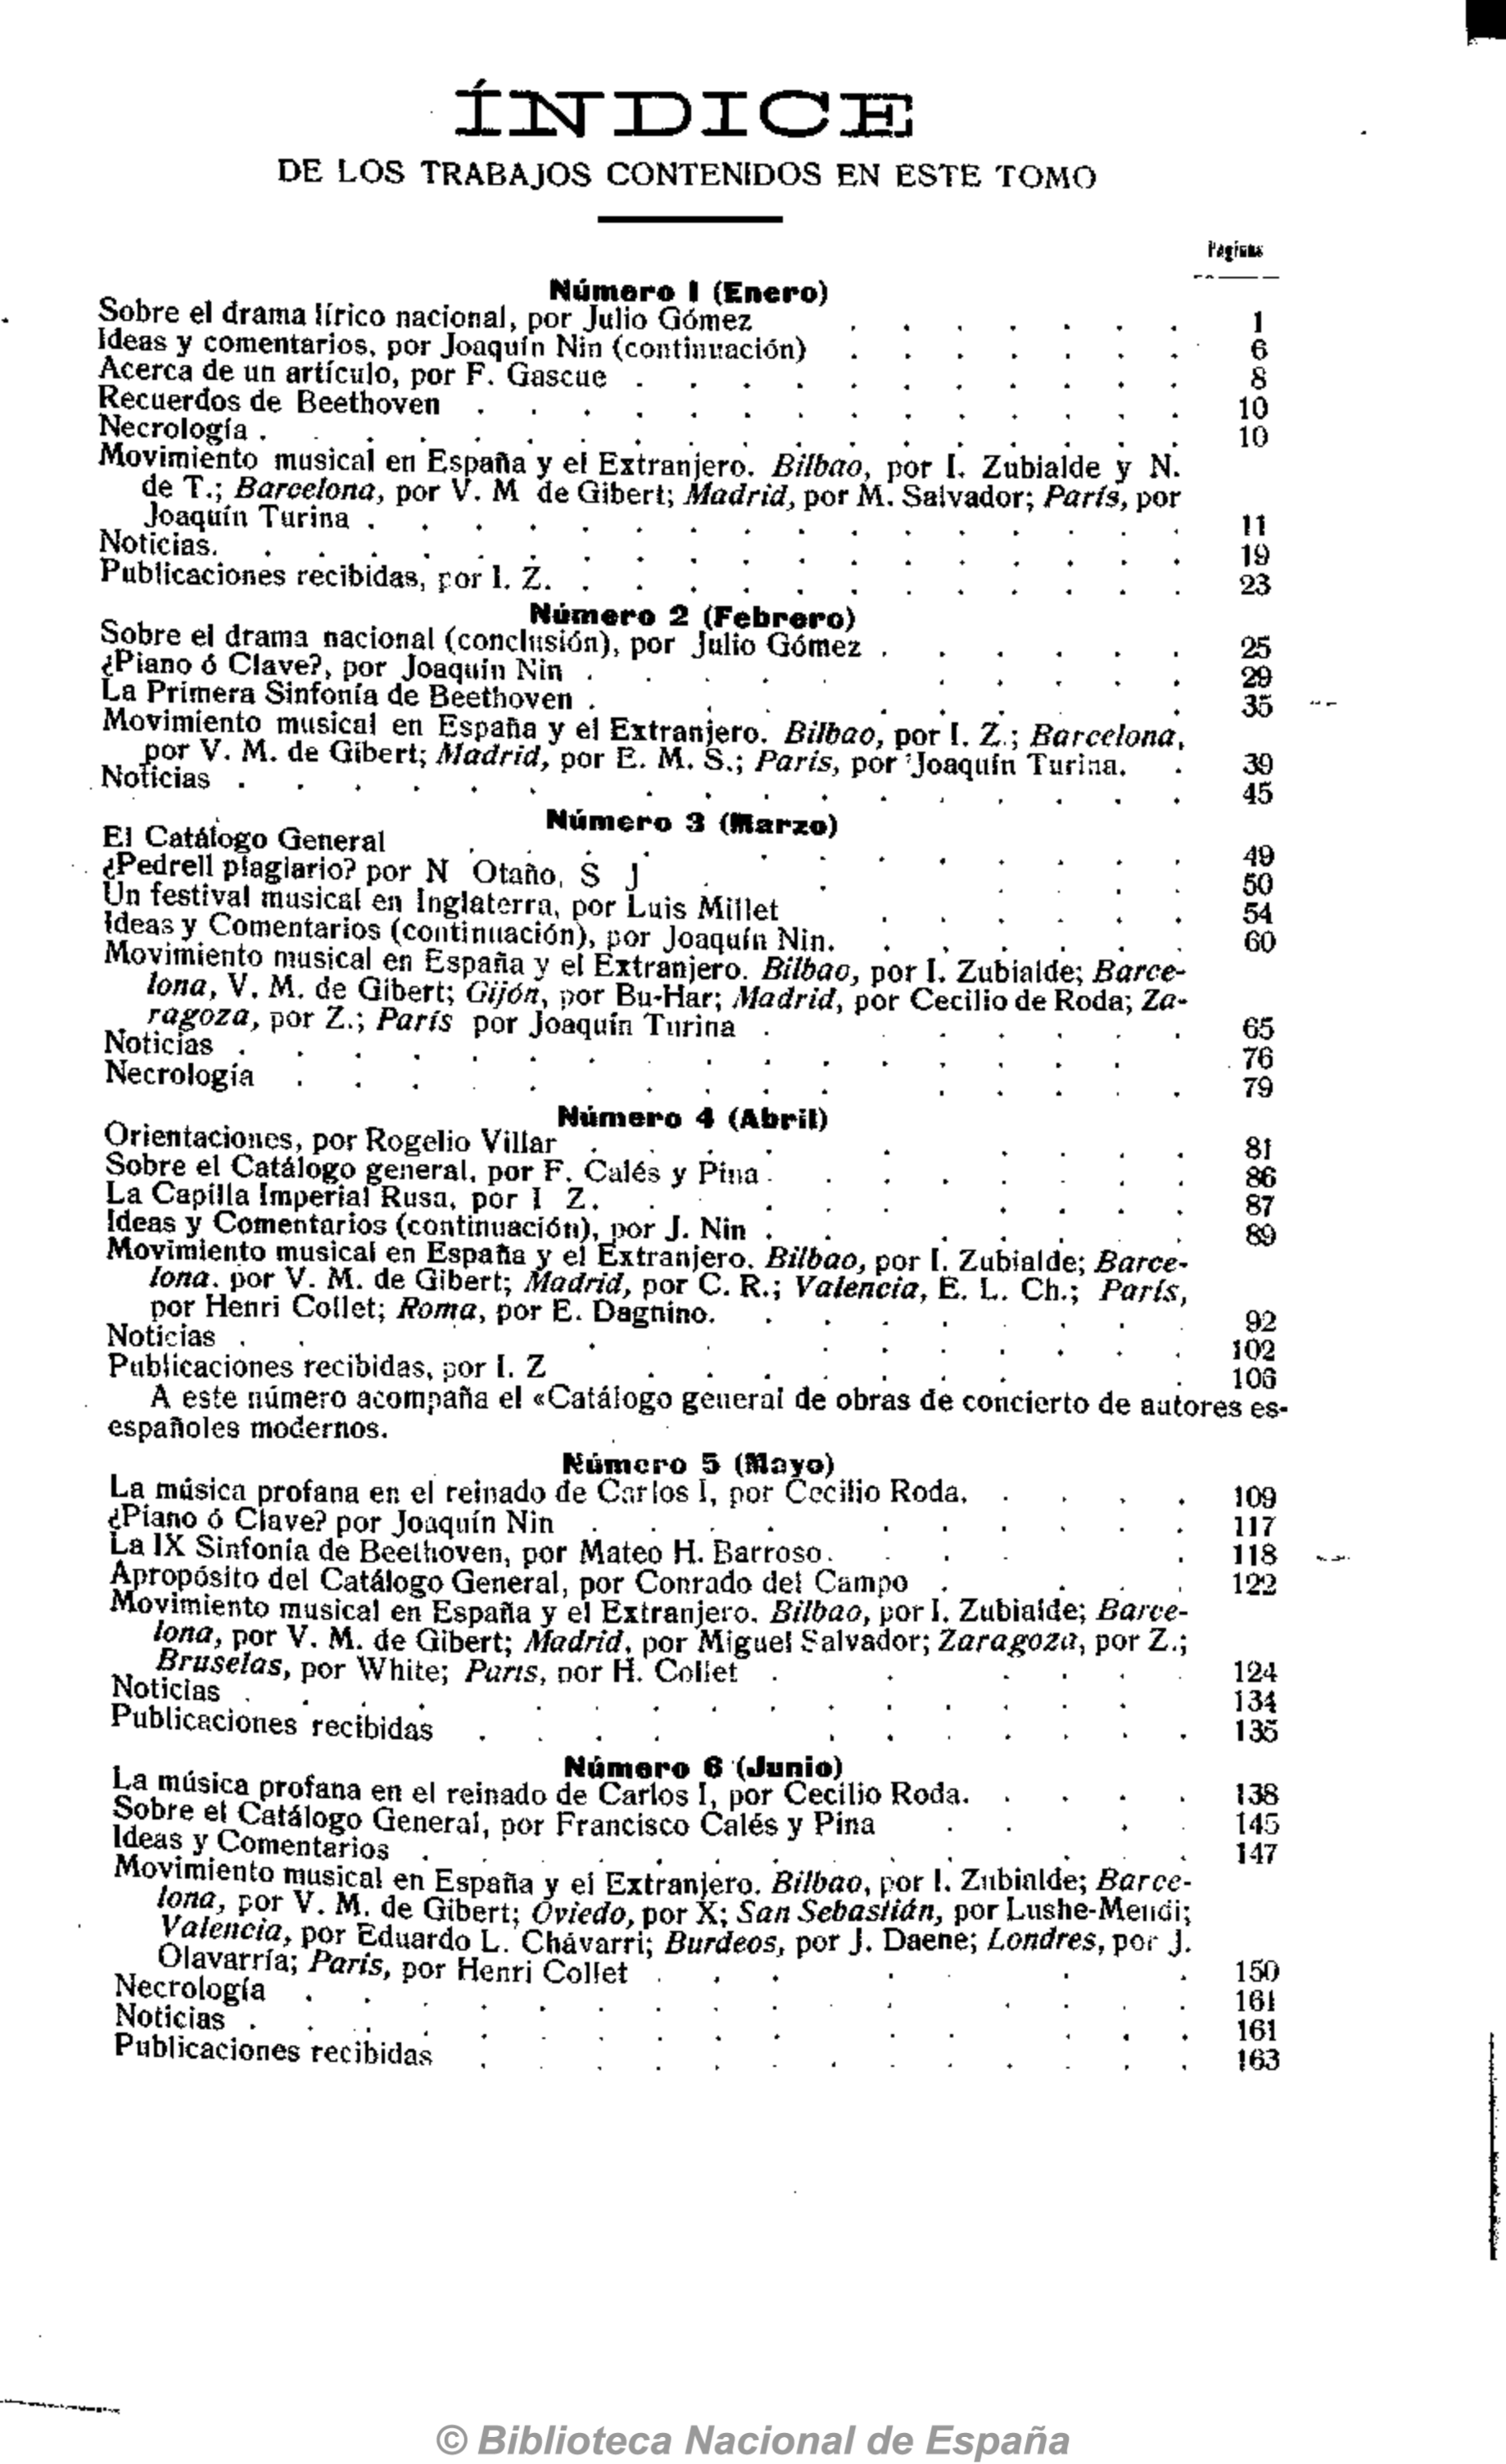 ÍNDICE
DE LOS TRABAJOS CONTENIDOS EN ESTE TOMO
Páginas
Número 1 (Enero)
Sobre el drama lírico nacional, por Julio Gómez . . . . . . . 1
Ideas y comentarios, por Joaquín Nin (continuación) . . . . . . . 6
Acerca de un artículo, por F. Gascue . . . . . . . . . . . 8
Recuerdos de Beethoven . . . . . . . . . . . . . . 10
Necrología . . . . . . . . . . . . . . . . . . 10
Movimiento musical en España y el Extranjero. Bilbao, por I. Zubialde y N.
de T.; Barcelona, por V. M de Gibert; Madrid, por M. Salvador; París, por
Joaquín Turina . . . . . . . . . . . . . . . . 11
Noticias. . . . . . . . . . . . . . . . . . . 19
Publicaciones recibidas, por I. Z. . . . . . . . . . . . . 23
Número 2 (Febrero)
Sobre el drama nacional (conclusión), por Julio Gómez . . . . . . 25
¿Piano ó Clave?, por Joaquín Nin . . . . . . . . . . 29
La Primera Sinfonía de Beethoven . . . . . . . . 35
Movimiento musical en España y el Extranjero. Bilbao, por I. Z.; Barcelona,
por V. M. de Gibert; Madrid, por E. M. S.; París, por Joaquín Turina. . 39
Noticias . . . . . . . . . . . . . . . . 45
Número 3 (Marzo)
El Catálogo General . . . . . . . . . . . . 49
¿Pedrell plagiario? por N Otaño, S J . . . . . . 50
Un festival musical en Inglaterra, por Luis Millet . . . . . . 54
Ideas y Comentarios (continuación), por Joaquín Nin. . . . . . . 60
Movimiento musical en España y el Extranjero. Bilbao, por I. Zubialde; Barce-
lona, V. M. de Gibert; Gijón, por Bu-Har; Madrid, por Cecilio de Roda; Za-
ragoza, por Z.; París por Joaquín Turina . . . . . . 65
Noticias . . . . . . . . . . . . . . . . 76
Necrología . . . . . . . . . . . . . . 79
Número 4 (Abril)
Orientaciones, por Rogelio Villar . . . . . . . . . 81
Sobre el Catálogo general, por F. Calés y Pina . . . . . . . . 86
La Capilla Imperial Rusa, por I Z. . . . . . . . . . 87
Ideas y Comentarios (continuación), por J. Nin . . . . . . . 89
Movimiento musical en España y el Extranjero. Bilbao, por I. Zubialde; Barce-
lona. por V. M. de Gibert; Madrid, por C. R.; Valencia, E. L. Ch.; París,
por Henri Collet; Roma, por E. Dagnino. . . . . . . . . 92
Noticias . . . . . . . . . . . 102
Publicaciones recibidas, por I. Z . . . . . . . . 106
A este número acompaña el «Catálogo general de obras de concierto de autores es-
españoles modernos.
Número 5 (Mayo)
La música profana en el reinado de Carlos I, por Cecilio Roda. . . . . 109
¿Piano ó Clave? por Joaquín Nin . . . . . . . . . . 117
La IX Sinfonía de Beethoven, por Mateo H. Barroso. . . . . 118
Apropósito del Catálogo General, por Conrado del Campo . . . . 122
Movimiento musical en España y el Extranjero. Bilbao, por I. Zubialde; Barce-
lona, por V. M. de Gibert; Madrid, por Miguel Salvador; Zaragoza, por Z.;
Bruselas, por White; París, por H. Collet . . . . . . 124
Noticias . . . . . . . . . . . . . . . 134
Publicaciones recibidas . . . . . . . . . . . 135
Número 6 (Junio)
La música profana en el reinado de Carlos I, por Cecilio Roda. . . . . 138
Sobre el Catálogo General, por Francisco Calés y Pina . . . . 145
Ideas y Comentarios . . . . . . . . . . . . . 147
Movimiento musical en España y el Extranjero. Bilbao, por I. Zubialde; Barce-
lona, por V. M. de Gibert; Oviedo, por X; San Sebastián, por Lushe-Mendi;
Valencia, por Eduardo L. Chávarri; Burdeos, por J. Daene; Londres, por J.
Olavarría; París, por Henri Collet . . . . . . 150
Necrología . . . . . . . . . . . . . . . 161
Noticias . . . . . . . . . . . . . . . 161
Publicaciones recibidas . . . . . . . . . . . . . 163
© Biblioteca Nacional de España